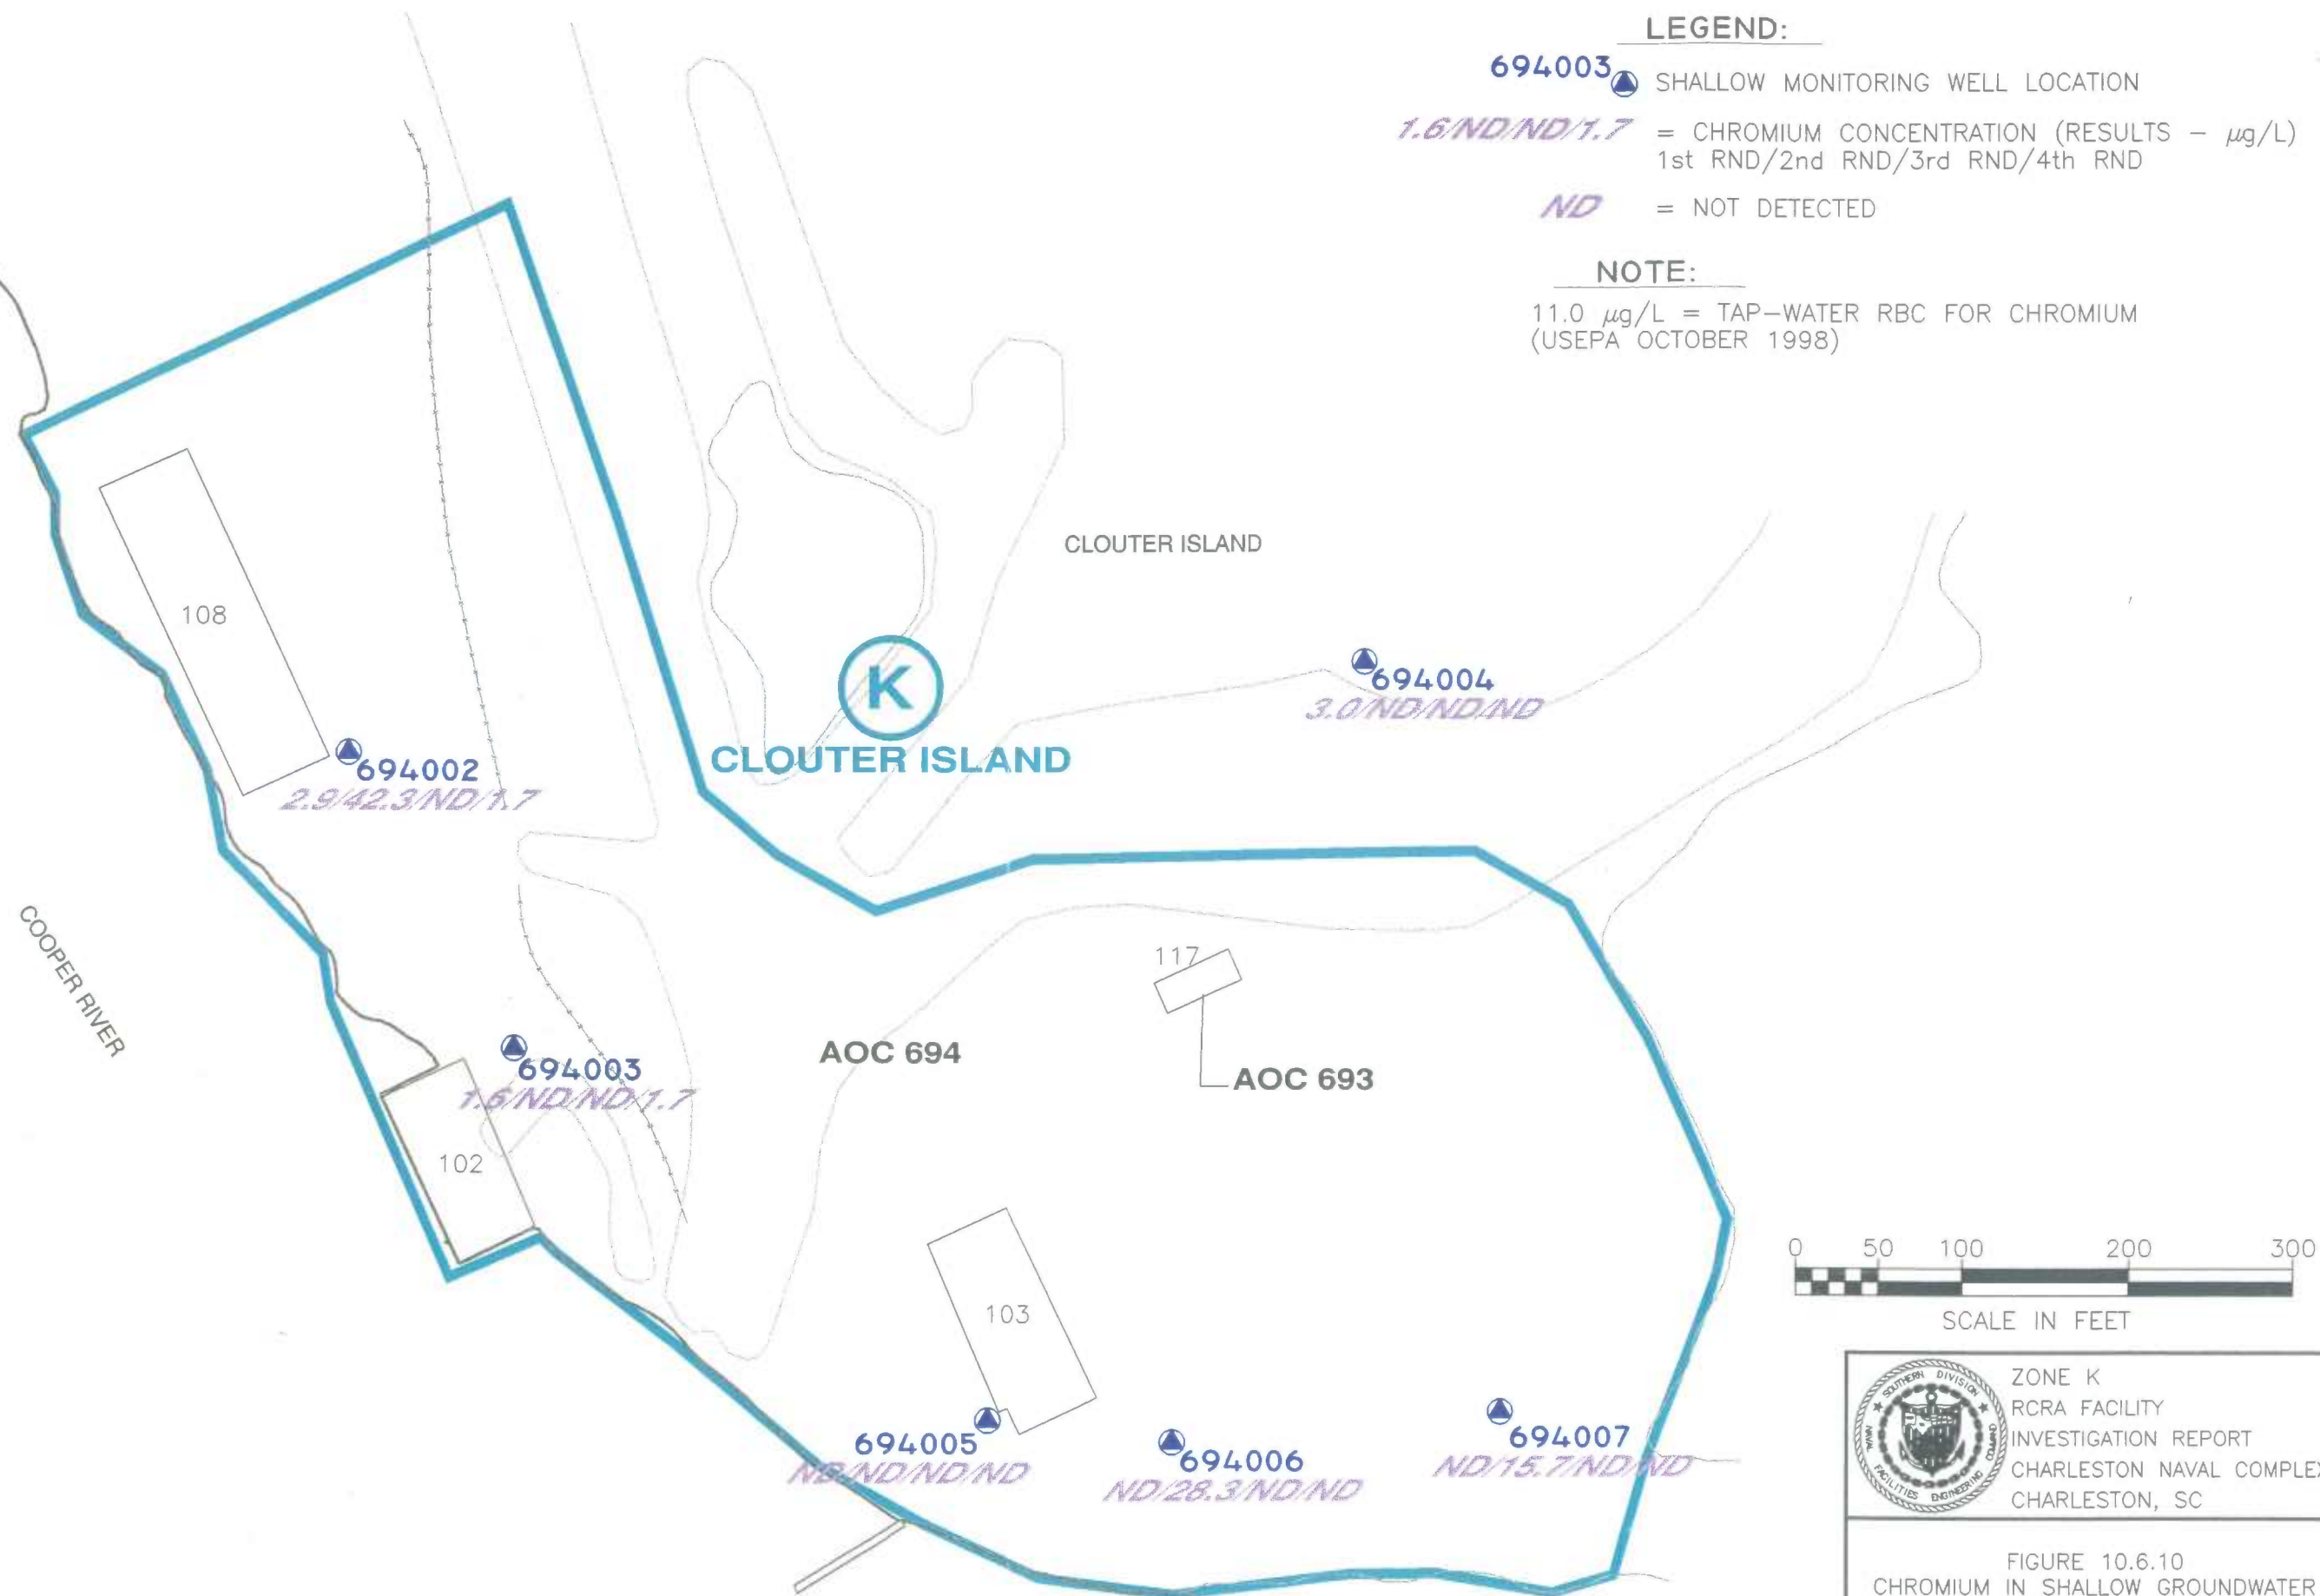 LEGEND:
694003 SHALLOW MONITORING WELL LOCATION
1.6/ND/ND/1.7 = CHROMIUM CONCENTRATION (RESULTS – µg/L)
1st RND/2nd RND/3rd RND/4th RND
ND = NOT DETECTED
NOTE:
11.0 µg/L = TAP–WATER RBC FOR CHROMIUM
(USEPA OCTOBER 1998)
CLOUTER ISLAND
108
K
CLOUTER ISLAND
694004
3.0/ND/ND/ND
694002
2.9/42.3/ND/1.7
COOPER RIVER
117
AOC 694
AOC 693
694003
1.6/ND/ND/1.7
102
103
694005
ND/ND/ND/ND
694006
ND/28.3/ND/ND
694007
ND/15.7/ND/ND
0 50 100 200 300
SCALE IN FEET
SOUTHERN DIVISION
NAVAL FACILITIES ENGINEERING COMMAND
ZONE K
RCRA FACILITY
INVESTIGATION REPORT
CHARLESTON NAVAL COMPLEX
CHARLESTON, SC
FIGURE 10.6.10
CHROMIUM IN SHALLOW GROUNDWATER